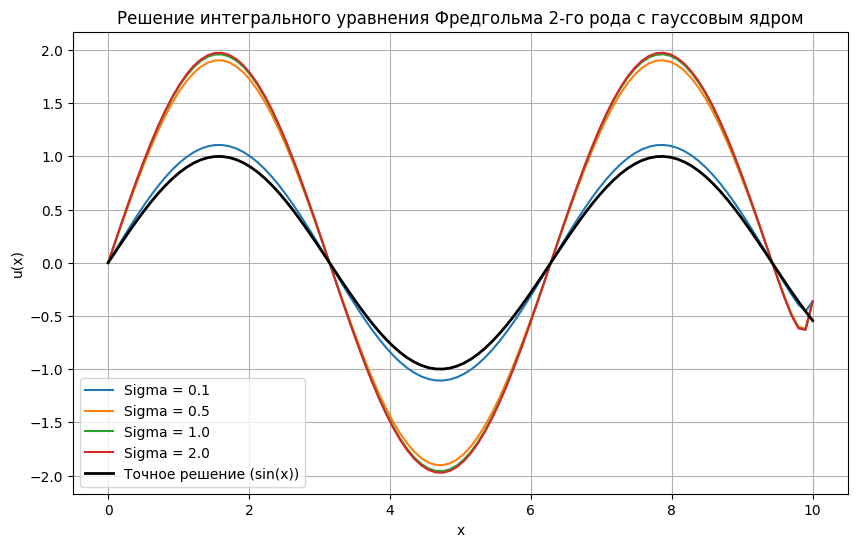 Решение интегрального уравнения Фредгольма 2-го рода с гауссовым ядром
u(x)
2.0
1.5
1.0
0.5
0.0
−0.5
−1.0
−1.5
−2.0
Sigma = 0.1
Sigma = 0.5
Sigma = 1.0
Sigma = 2.0
Точное решение (sin(x))
0 2 4 6 8 10
x